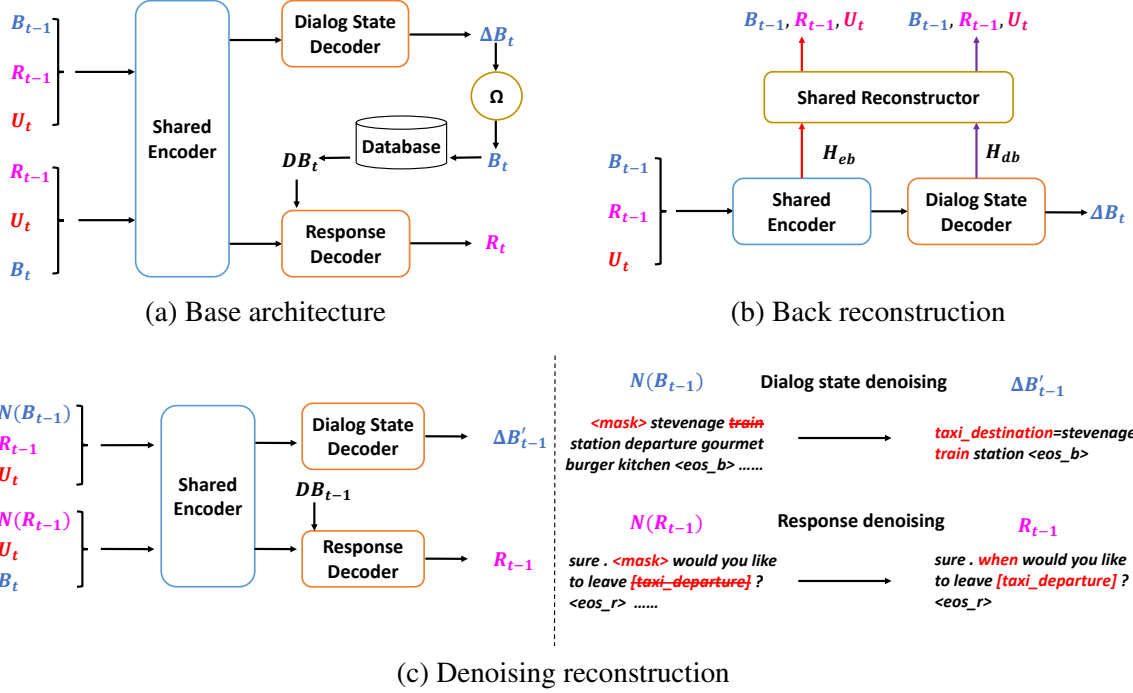 B_{t−1}
R_{t−1}
U_t
R_{t−1}
U_t
B_t
Shared
Encoder
Dialog State
Decoder
ΔB_t
Ω
B_t
Database
DB_t
Response
Decoder
R_t
(a) Base architecture
B_{t−1}, R_{t−1}, U_t
B_{t−1}, R_{t−1}, U_t
Shared Reconstructor
H_{eb}
H_{db}
B_{t−1}
R_{t−1}
U_t
Shared
Encoder
Dialog State
Decoder
ΔB_t
(b) Back reconstruction
N(B_{t−1})
R_{t−1}
U_t
N(R_{t−1})
U_t
B_t
Shared
Encoder
Dialog State
Decoder
ΔB′_{t−1}
DB_{t−1}
Response
Decoder
R_{t−1}
N(B_{t−1})
Dialog state denoising
ΔB′_{t−1}
<mask> stevenage train
station departure gourmet
burger kitchen <eos_b> ......
taxi_destination=stevenage
train station <eos_b>
N(R_{t−1})
Response denoising
R_{t−1}
sure . <mask> would you like
to leave [taxi_departure] ?
<eos_r> ......
sure . when would you like
to leave [taxi_departure] ?
<eos_r>
(c) Denoising reconstruction